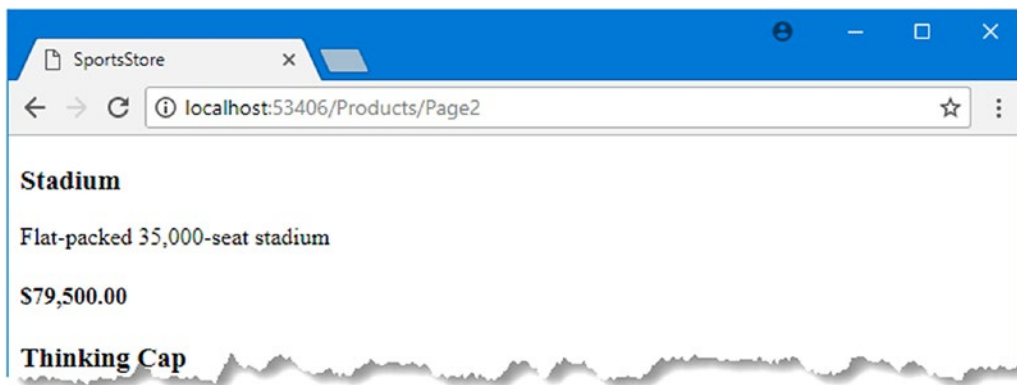 SportsStore
localhost:53406/Products/Page2
Stadium
Flat-packed 35,000-seat stadium
$79,500.00
Thinking Cap